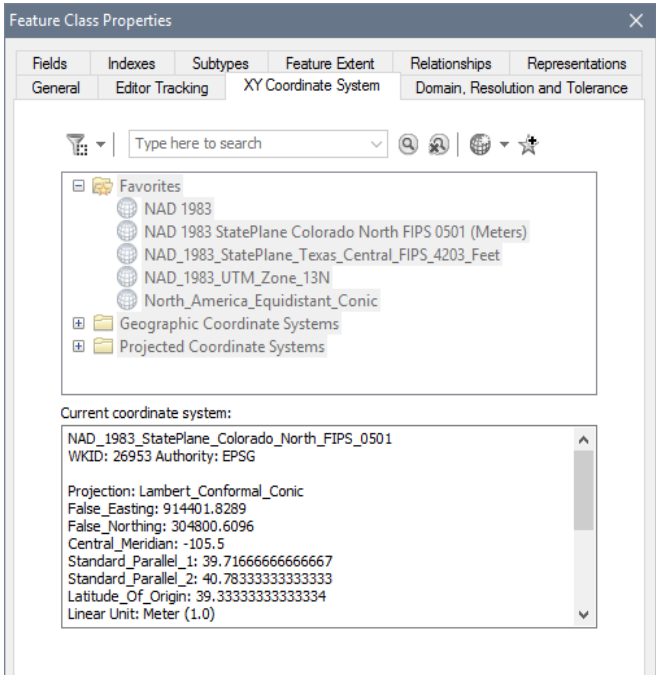 Feature Class Properties
Fields Indexes Subtypes Feature Extent Relationships Representations
General Editor Tracking XY Coordinate System Domain, Resolution and Tolerance
Type here to search
Favorites
NAD 1983
NAD 1983 StatePlane Colorado North FIPS 0501 (Meters)
NAD_1983_StatePlane_Texas_Central_FIPS_4203_Feet
NAD_1983_UTM_Zone_13N
North_America_Equidistant_Conic
Geographic Coordinate Systems
Projected Coordinate Systems
Current coordinate system:
NAD_1983_StatePlane_Colorado_North_FIPS_0501
WKID: 26953 Authority: EPSG
Projection: Lambert_Conformal_Conic
False_Easting: 914401.8289
False_Northing: 304800.6096
Central_Meridian: -105.5
Standard_Parallel_1: 39.71666666666667
Standard_Parallel_2: 40.78333333333333
Latitude_Of_Origin: 39.33333333333334
Linear Unit: Meter (1.0)